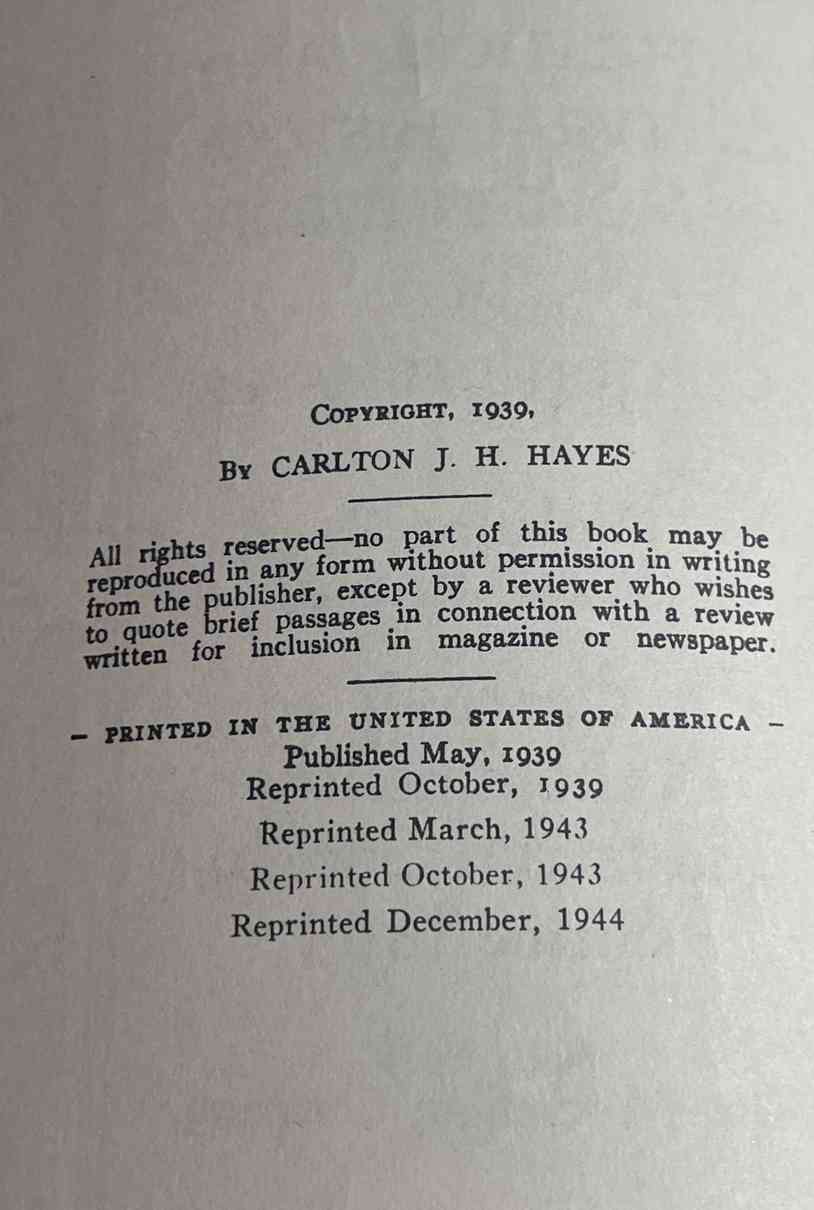 COPYRIGHT, 1939,
BY CARLTON J. H. HAYES
All rights reserved—no part of this book may be
reproduced in any form without permission in writing
from the publisher, except by a reviewer who wishes
to quote brief passages in connection with a review
written for inclusion in magazine or newspaper.
– PRINTED IN THE UNITED STATES OF AMERICA –
Published May, 1939
Reprinted October, 1939
Reprinted March, 1943
Reprinted October, 1943
Reprinted December, 1944